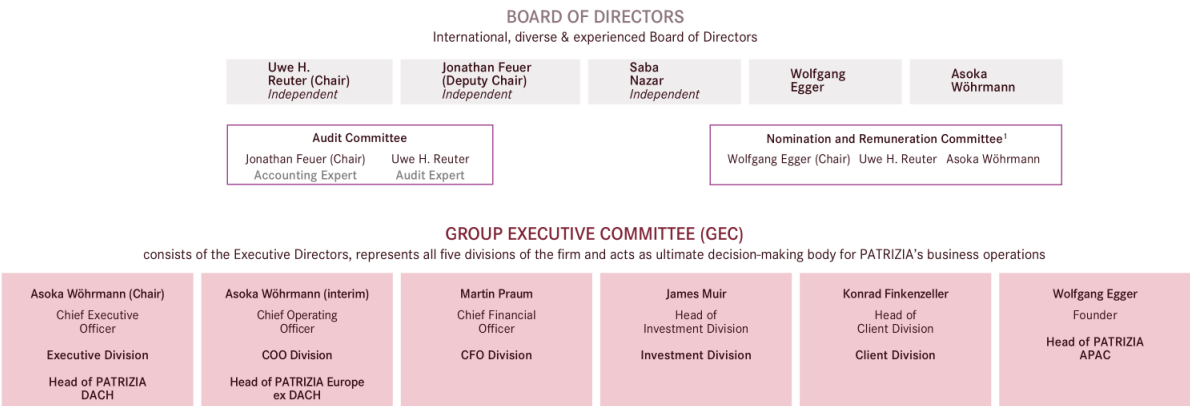 BOARD OF DIRECTORS
International, diverse & experienced Board of Directors
Uwe H.
Reuter (Chair)
Independent
Jonathan Feuer
(Deputy Chair)
Independent
Saba
Nazar
Independent
Wolfgang
Egger
Asoka
Wöhrmann
Audit Committee
Jonathan Feuer (Chair)
Accounting Expert
Uwe H. Reuter
Audit Expert
Nomination and Remuneration Committee¹
Wolfgang Egger (Chair) Uwe H. Reuter Asoka Wöhrmann
GROUP EXECUTIVE COMMITTEE (GEC)
consists of the Executive Directors, represents all five divisions of the firm and acts as ultimate decision-making body for PATRIZIA's business operations
Asoka Wöhrmann (Chair)
Chief Executive
Officer
Executive Division
Head of PATRIZIA
DACH
Asoka Wöhrmann (interim)
Chief Operating
Officer
COO Division
Head of PATRIZIA Europe
ex DACH
Martin Praum
Chief Financial
Officer
CFO Division
James Muir
Head of
Investment Division
Investment Division
Konrad Finkenzeller
Head of
Client Division
Client Division
Wolfgang Egger
Founder
Head of PATRIZIA
APAC